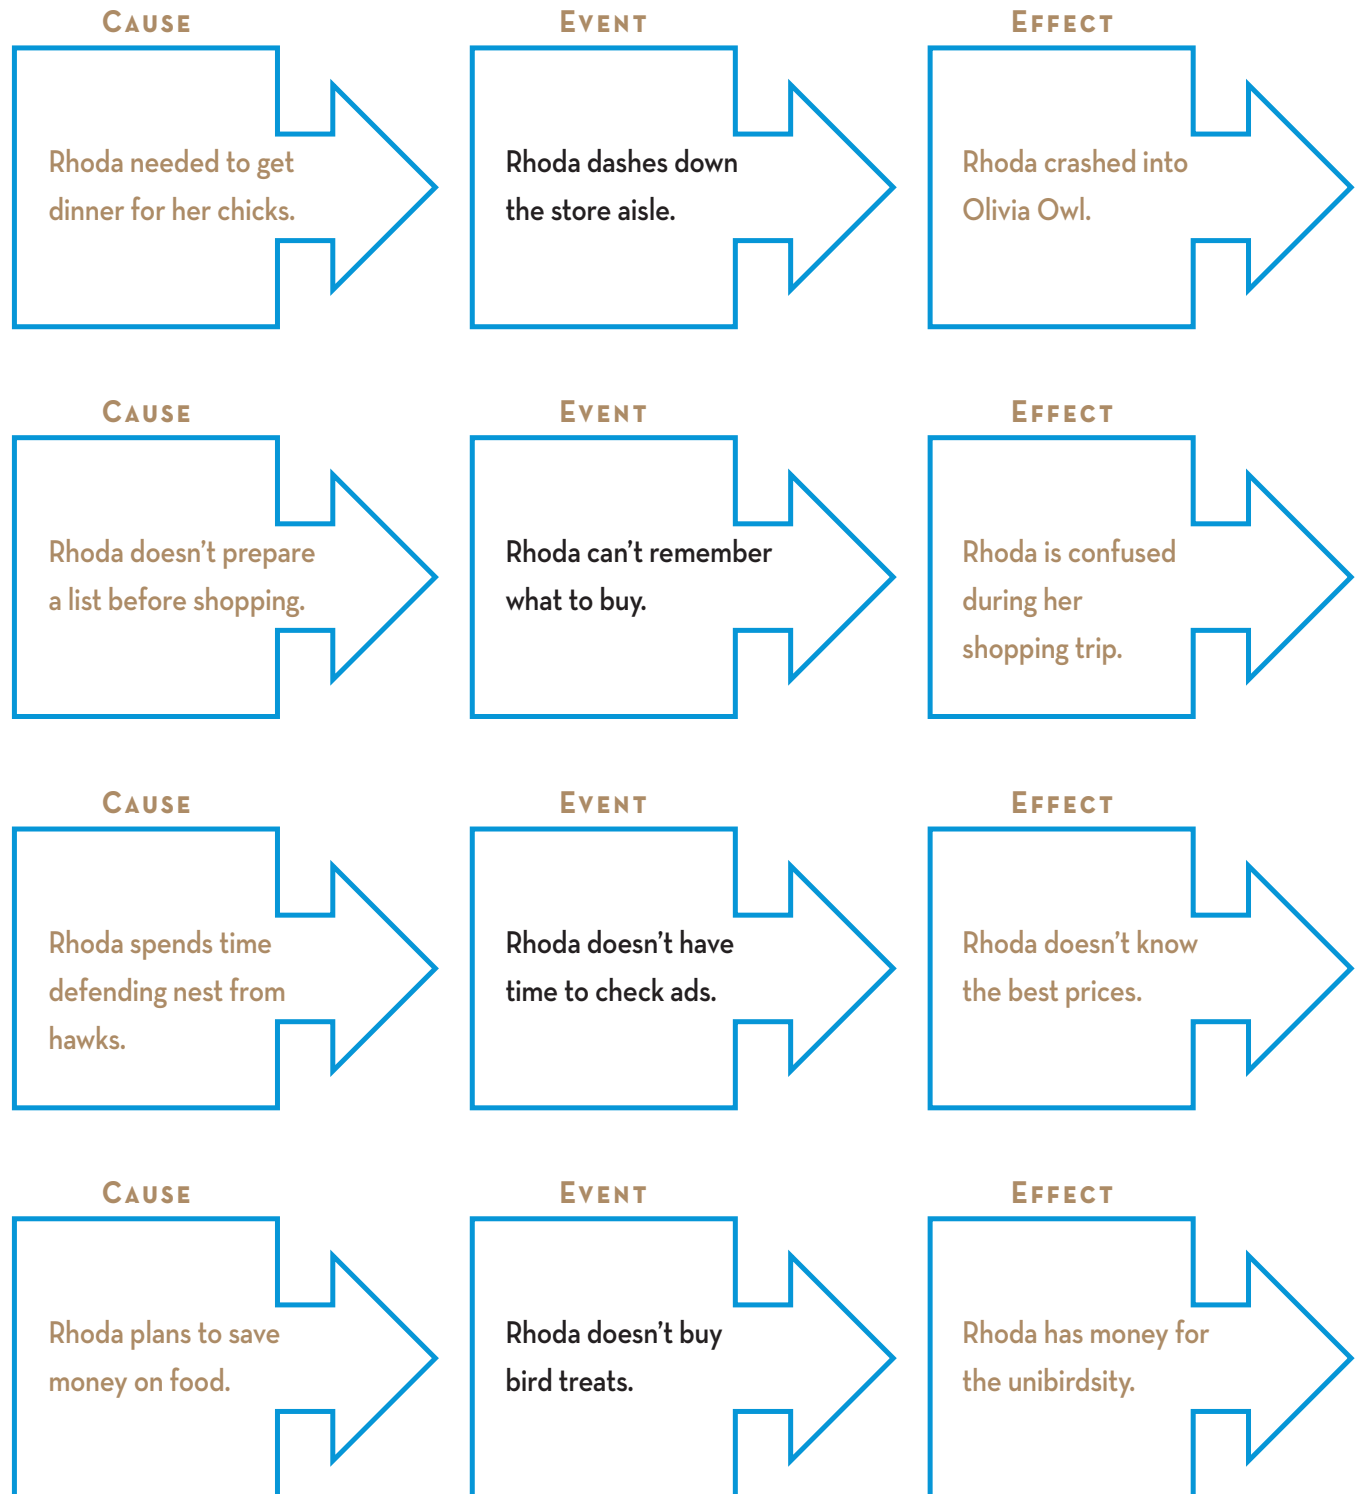 CAUSE
EVENT
EFFECT
Rhoda needed to get
dinner for her chicks.
Rhoda dashes down
the store aisle.
Rhoda crashed into
Olivia Owl.
CAUSE
EVENT
EFFECT
Rhoda doesn't prepare
a list before shopping.
Rhoda can't remember
what to buy.
Rhoda is confused
during her
shopping trip.
CAUSE
EVENT
EFFECT
Rhoda spends time
defending nest from
hawks.
Rhoda doesn't have
time to check ads.
Rhoda doesn't know
the best prices.
CAUSE
EVENT
EFFECT
Rhoda plans to save
money on food.
Rhoda doesn't buy
bird treats.
Rhoda has money for
the unibirdsity.